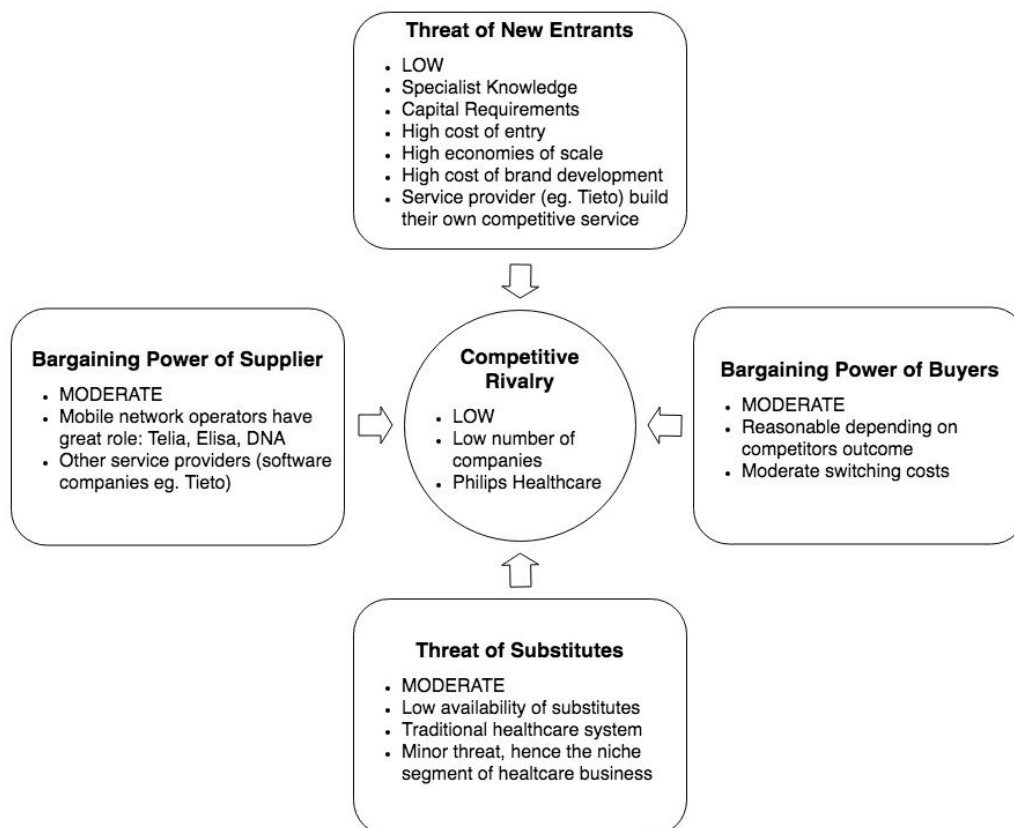 Threat of New Entrants
• LOW
• Specialist Knowledge
• Capital Requirements
• High cost of entry
• High economies of scale
• High cost of brand development
• Service provider (eg. Tieto) build
their own competitive service
Bargaining Power of Supplier
• MODERATE
• Mobile network operators have
great role: Telia, Elisa, DNA
• Other service providers (software
companies eg. Tieto)
Competitive
Rivalry
• LOW
• Low number of
companies
• Philips Healthcare
Bargaining Power of Buyers
• MODERATE
• Reasonable depending on
competitors outcome
• Moderate switching costs
Threat of Substitutes
• MODERATE
• Low availability of substitutes
• Traditional healthcare system
• Minor threat, hence the niche
segment of healtcare business